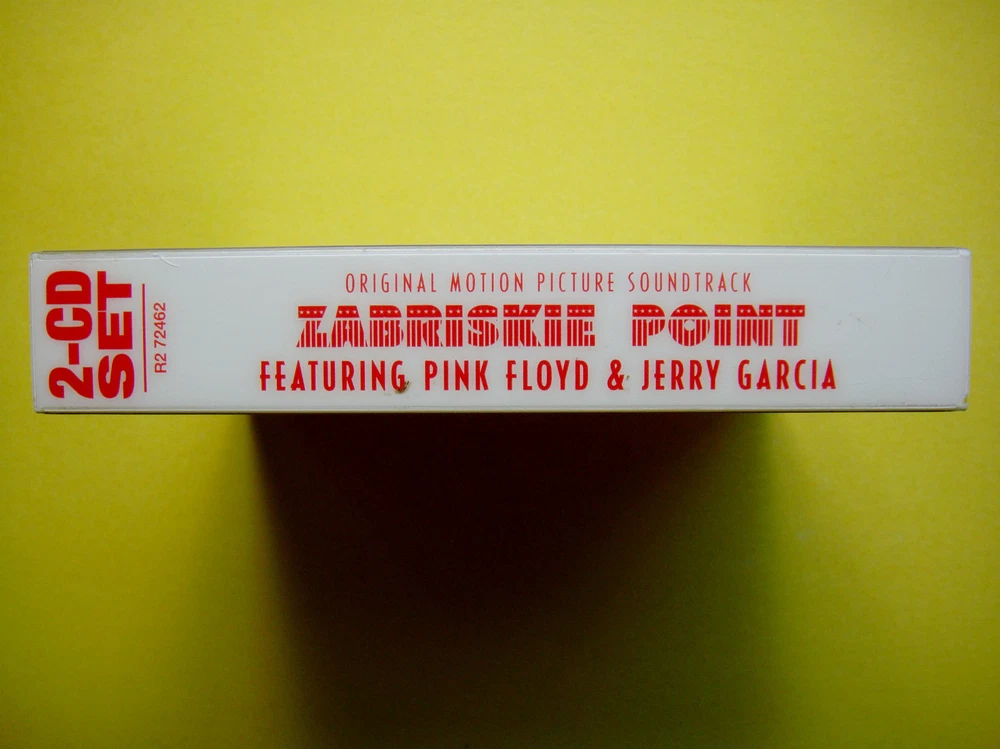 2-CD
SET
R2 72462
ORIGINAL MOTION PICTURE SOUNDTRACK
ZABRISKIE POINT
FEATURING PINK FLOYD & JERRY GARCIA